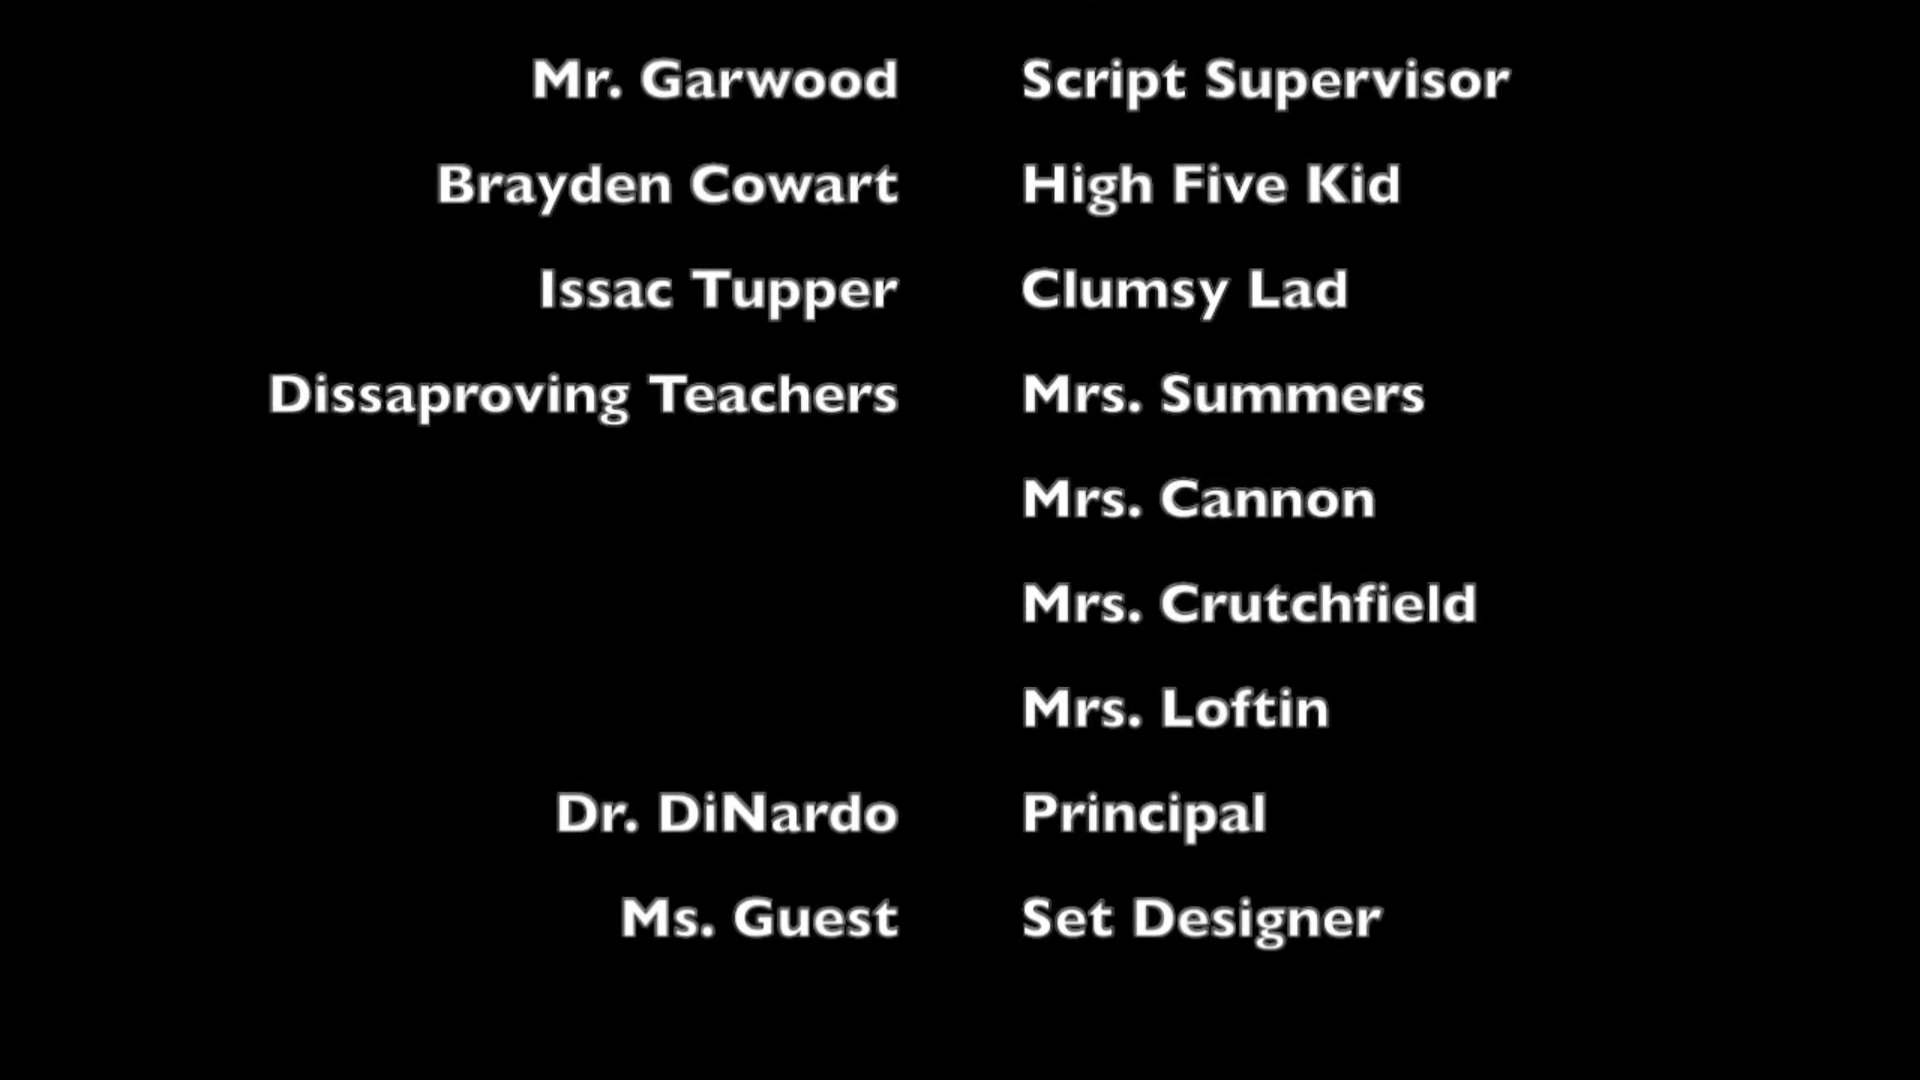 Mr. Garwood Script Supervisor
Brayden Cowart High Five Kid
Issac Tupper Clumsy Lad
Dissaproving Teachers Mrs. Summers
Mrs. Cannon
Mrs. Crutchfield
Mrs. Loftin
Dr. DiNardo Principal
Ms. Guest Set Designer